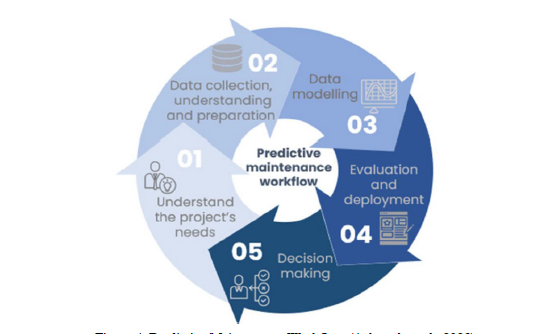 01
Understand
the project's
needs
02
Data collection,
understanding
and preparation
Data
modelling
03
Evaluation
and
deployment
04
05
Decision
making
Predictive
maintenance
workflow